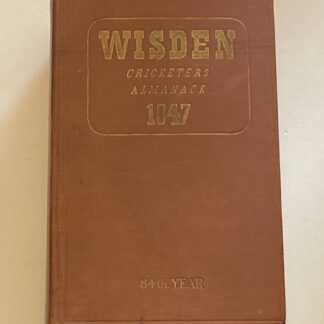 WISDEN
CRICKETERS'
ALMANACK
1947
84th YEAR